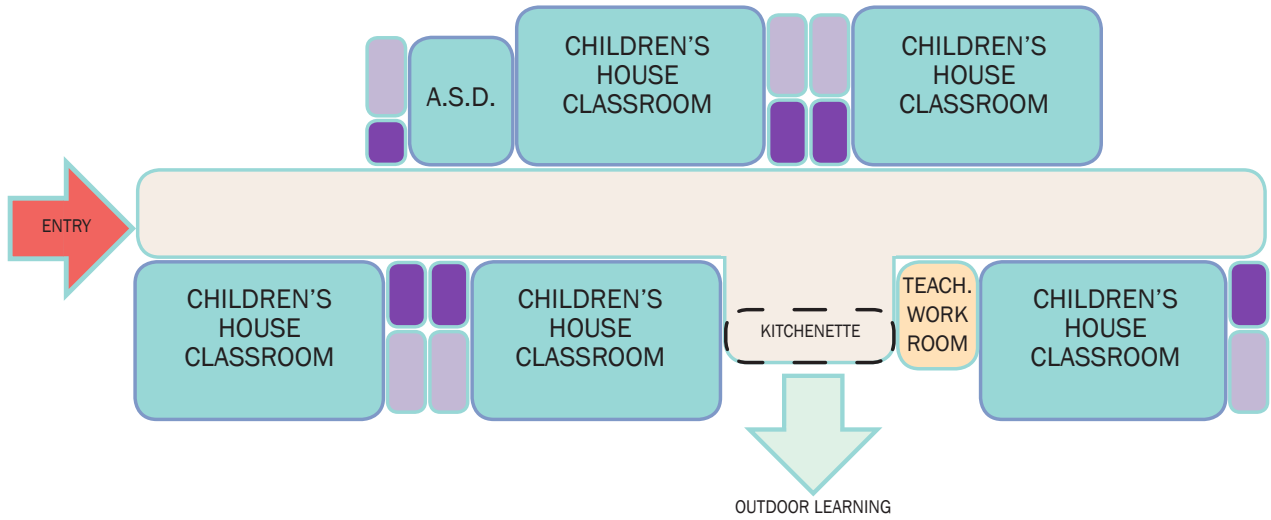 A.S.D.
CHILDREN'S
HOUSE
CLASSROOM
CHILDREN'S
HOUSE
CLASSROOM
ENTRY
CHILDREN'S
HOUSE
CLASSROOM
CHILDREN'S
HOUSE
CLASSROOM
KITCHENETTE
TEACH.
WORK
ROOM
CHILDREN'S
HOUSE
CLASSROOM
OUTDOOR LEARNING